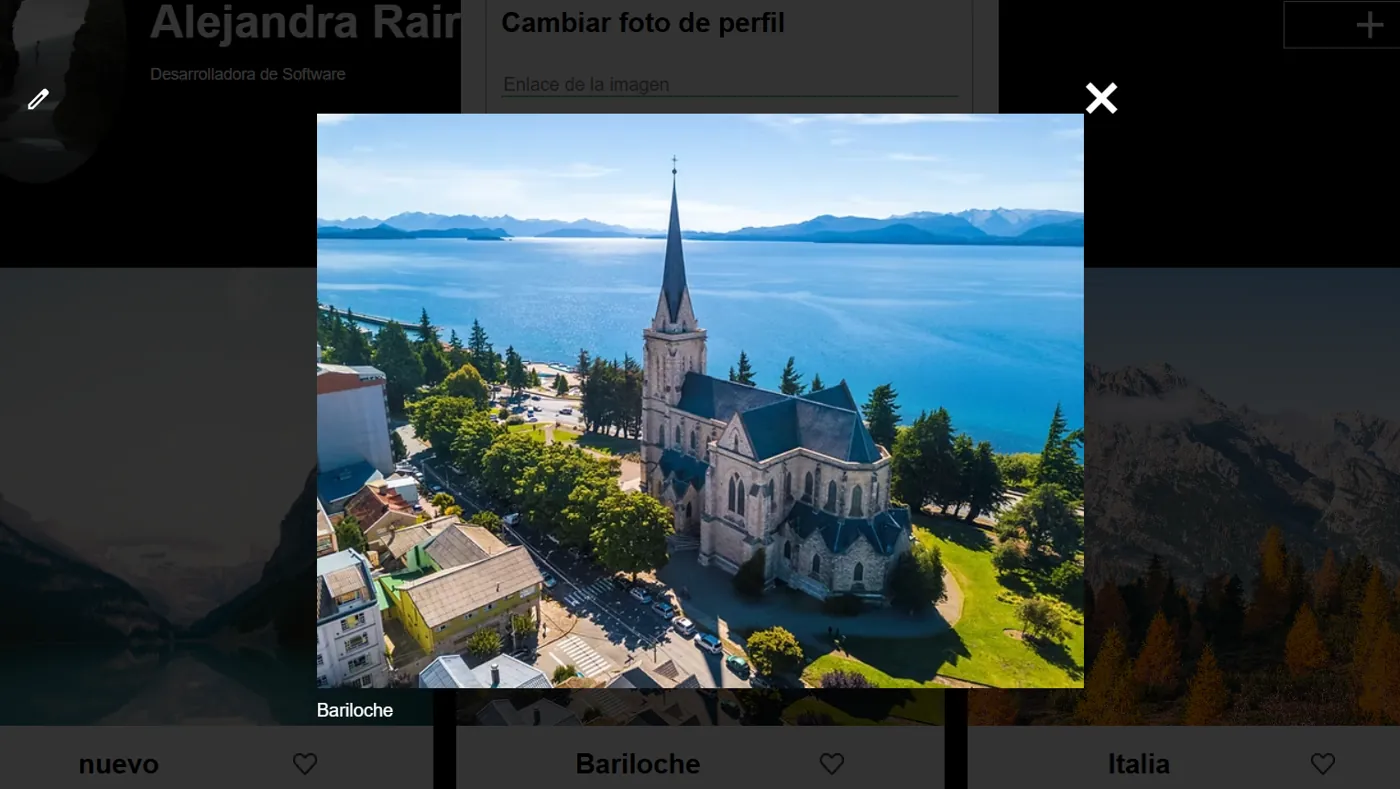 Alejandra Rair
Desarrolladora de Software
Cambiar foto de perfil
Enlace de la imagen
Bariloche
nuevo
Bariloche
Italia